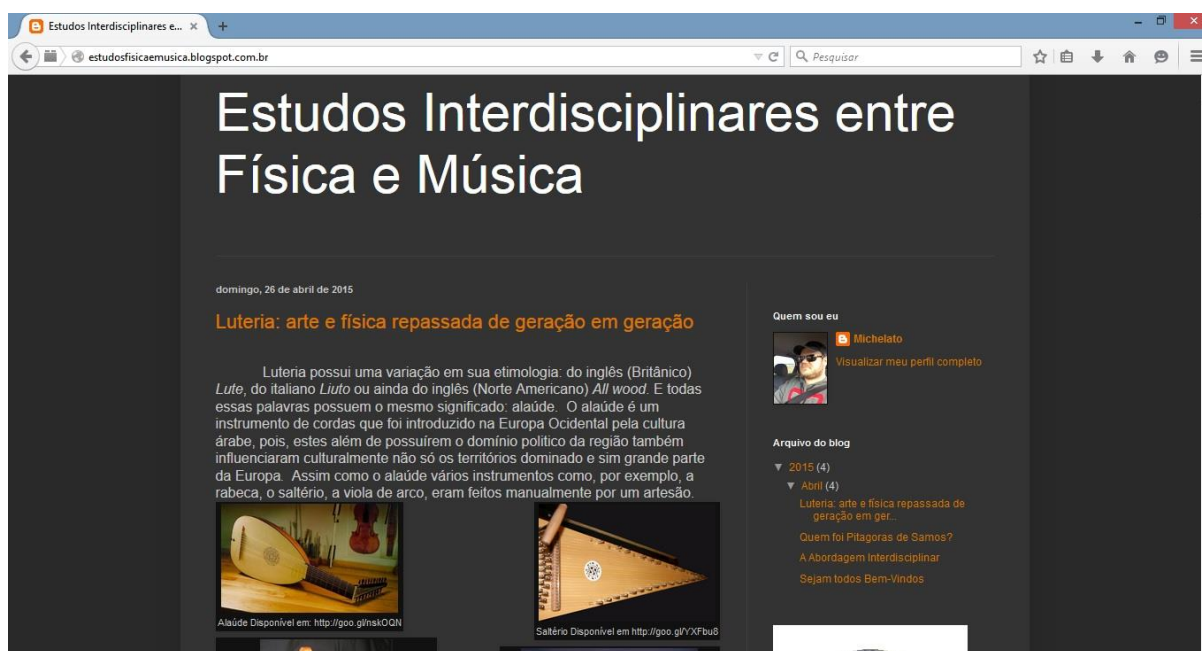 Estudos Interdisciplinares e...
estudosfisicaemusica.blogspot.com.br
Pesquisar
Estudos Interdisciplinares entre
Física e Música
domingo, 26 de abril de 2015
Luteria: arte e física repassada de geração em geração
Luteria possui uma variação em sua etimologia: do inglês (Britânico)
Lute, do italiano Liuto ou ainda do inglês (Norte Americano) All wood. E todas
essas palavras possuem o mesmo significado: alaúde. O alaúde é um
instrumento de cordas que foi introduzido na Europa Ocidental pela cultura
árabe, pois, estes além de possuírem o domínio politico da região também
influenciaram culturalmente não só os territórios dominado e sim grande parte
da Europa. Assim como o alaúde vários instrumentos como, por exemplo, a
rabeca, o saltério, a viola de arco, eram feitos manualmente por um artesão.
Alaúde Disponível em: http://goo.gl/nskOQN
Saltério Disponível em http://goo.gl/YXFbu8
Quem sou eu
Michelato
Visualizar meu perfil completo
Arquivo do blog
▼ 2015 (4)
▼ Abril (4)
Luteria: arte e física repassada de
geração em ger...
Quem foi Pitagoras de Samos?
A Abordagem Interdisciplinar
Sejam todos Bem-Vindos